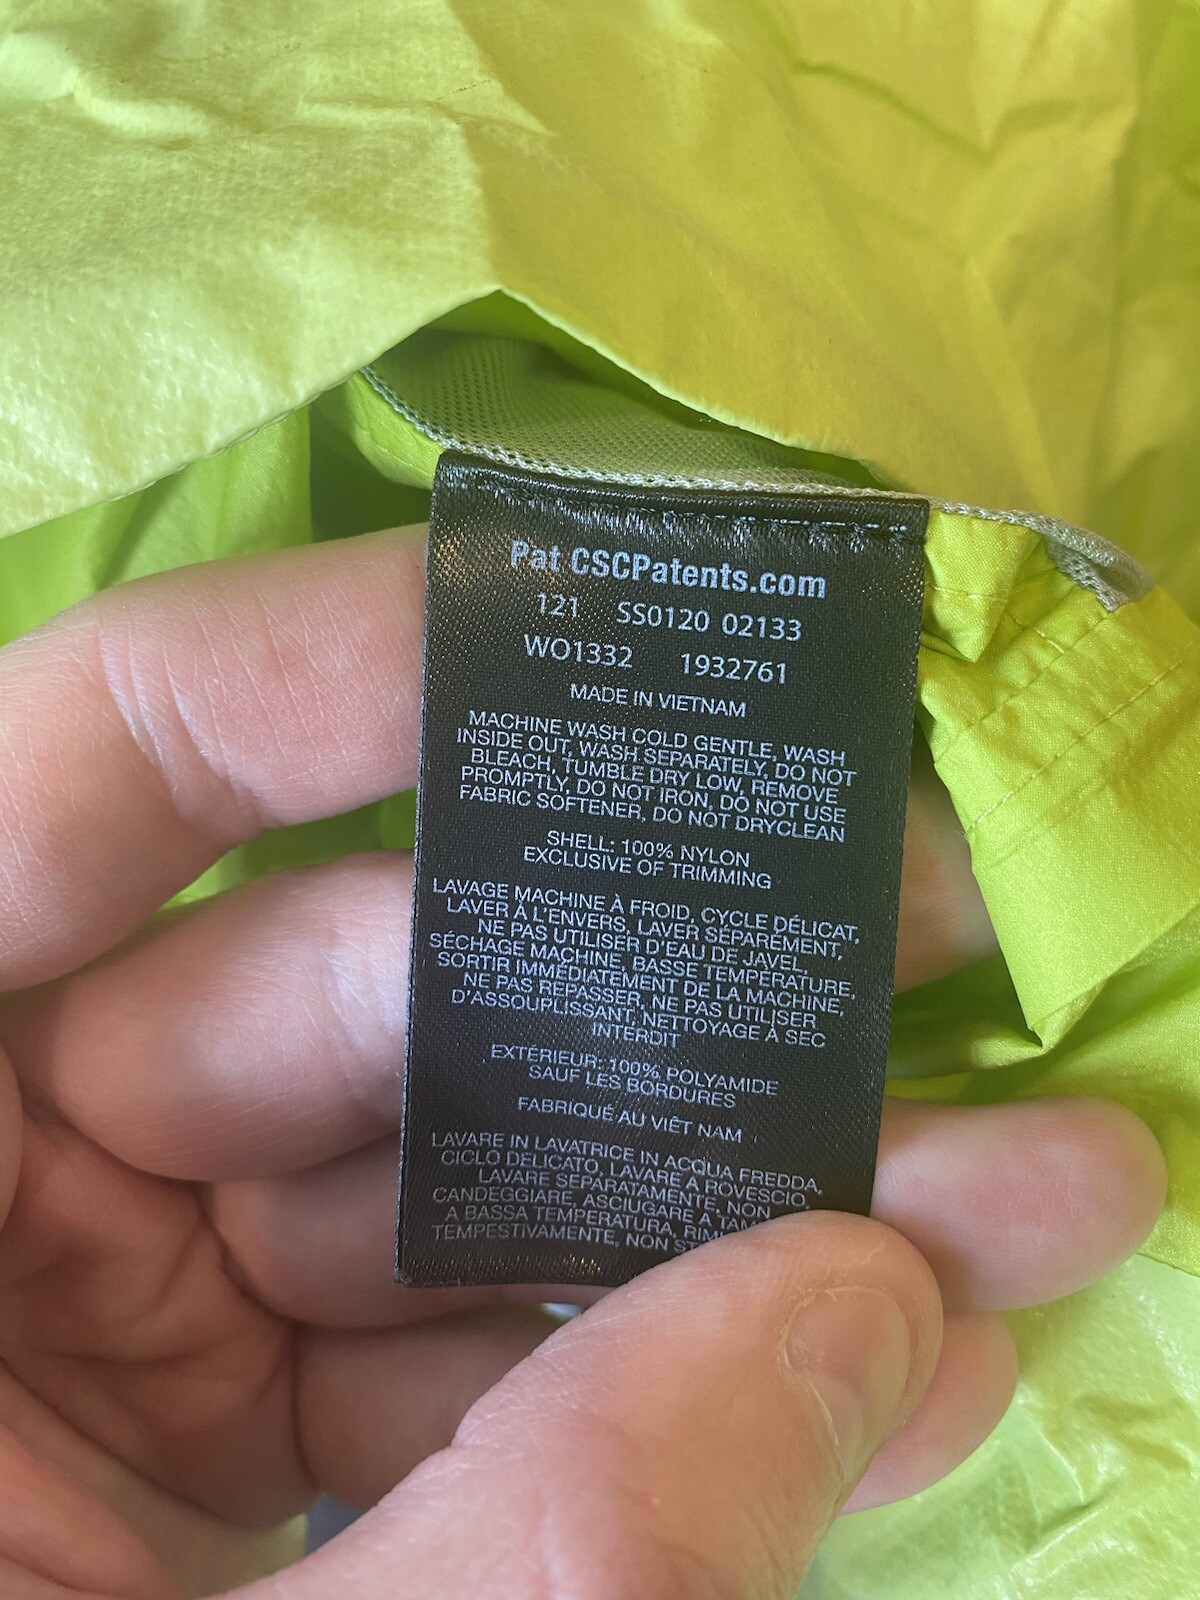 Pat CSCPatents.com
121 SS0120 02133
WO1332 1932761
MADE IN VIETNAM
MACHINE WASH COLD GENTLE, WASH
INSIDE OUT, WASH SEPARATELY, DO NOT
BLEACH, TUMBLE DRY LOW, REMOVE
PROMPTLY, DO NOT IRON, DO NOT USE
FABRIC SOFTENER, DO NOT DRYCLEAN
SHELL: 100% NYLON
EXCLUSIVE OF TRIMMING
LAVAGE MACHINE À FROID, CYCLE DÉLICAT,
LAVER À L'ENVERS, LAVER SÉPARÉMENT,
NE PAS UTILISER D'EAU DE JAVEL,
SÉCHAGE MACHINE, BASSE TEMPÉRATURE,
SORTIR IMMÉDIATEMENT DE LA MACHINE,
NE PAS REPASSER, NE PAS UTILISER
D'ASSOUPLISSANT, NETTOYAGE À SEC
INTERDIT
EXTÉRIEUR: 100% POLYAMIDE
SAUF LES BORDURES
FABRIQUÉ AU VIÊT NAM
LAVARE IN LAVATRICE IN ACQUA FREDDA,
CICLO DELICATO, LAVARE A ROVESCIO,
LAVARE SEPARATAMENTE, NON
CANDEGGIARE, ASCIUGARE A
A BASSA TEMPERATURA,
TEMPESTIVAMENTE, NON